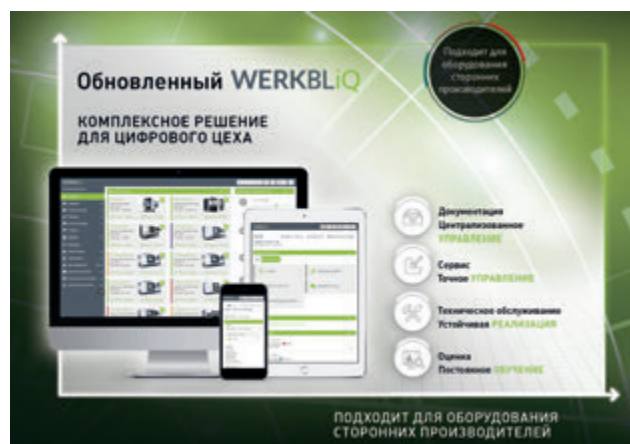 Подходит для
оборудования
сторонних
производителей
Обновленный WERKBLiQ
КОМПЛЕКСНОЕ РЕШЕНИЕ
ДЛЯ ЦИФРОВОГО ЦЕХА
Документация
Централизованное
УПРАВЛЕНИЕ
Сервис
Точное УПРАВЛЕНИЕ
Техническое обслуживание
Устойчивая РЕАЛИЗАЦИЯ
Оценка
Постоянное ОБУЧЕНИЕ
ПОДХОДИТ ДЛЯ ОБОРУДОВАНИЯ
СТОРОННИХ ПРОИЗВОДИТЕЛЕЙ